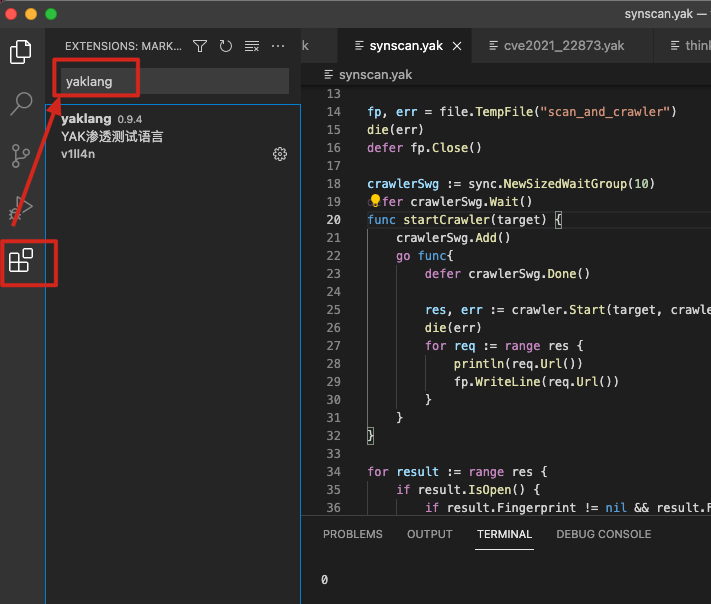 synscan.yak —
EXTENSIONS: MARK...
yaklang
yaklang 0.9.4
YAK渗透测试语言
v1ll4n
k
synscan.yak
cve2021_22873.yak
think
synscan.yak
13
14 fp, err = file.TempFile("scan_and_crawler")
15 die(err)
16 defer fp.Close()
17
18 crawlerSwg := sync.NewSizedWaitGroup(10)
19 fer crawlerSwg.Wait()
20 func startCrawler(target) {
21 crawlerSwg.Add()
22 go func{
23 defer crawlerSwg.Done()
24
25 res, err := crawler.Start(target, crawle
26 die(err)
27 for req := range res {
28 println(req.Url())
29 fp.WriteLine(req.Url())
30 }
31 }
32 }
33
34 for result := range res {
35 if result.IsOpen() {
36 if result.Fingerprint != nil && result.F
PROBLEMS OUTPUT TERMINAL DEBUG CONSOLE
0